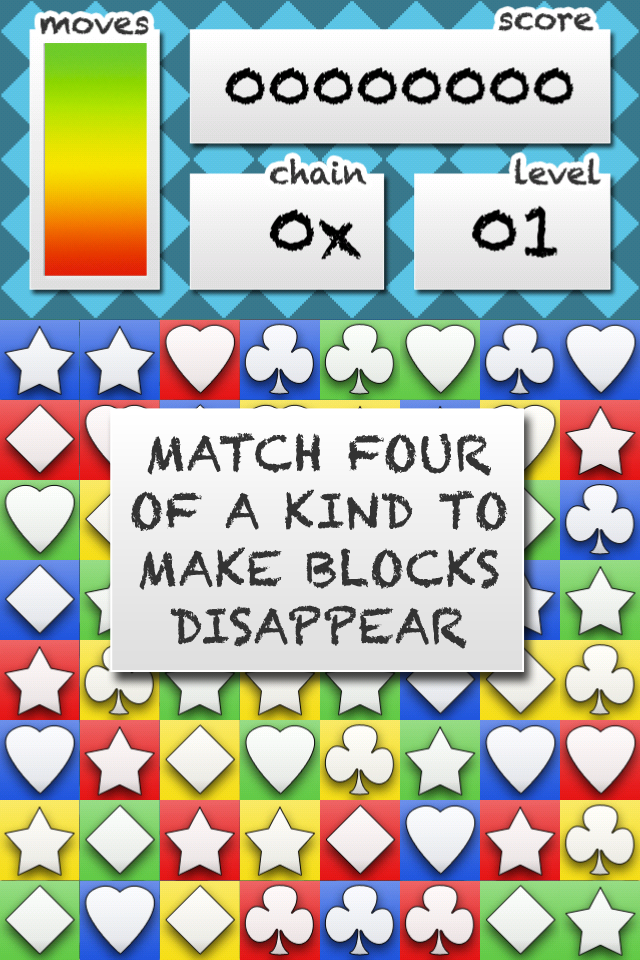 moves
score
00000000
chain
level
0x
01
MATCH FOUR
OF A KIND TO
MAKE BLOCKS
DISAPPEAR